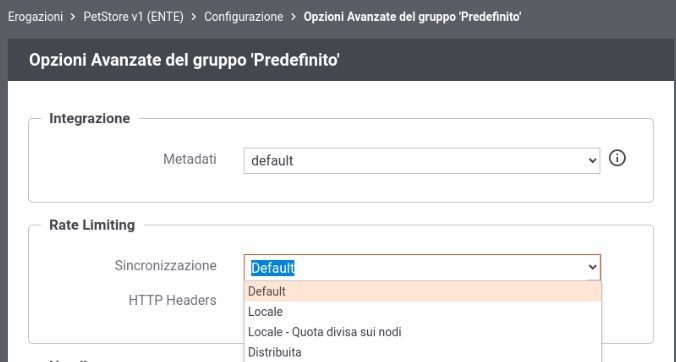 Erogazioni > PetStore v1 (ENTE) > Configurazione > Opzioni Avanzate del gruppo 'Predefinito'
Opzioni Avanzate del gruppo 'Predefinito'
Integrazione
Metadati default
Rate Limiting
Sincronizzazione Default
Default
HTTP Headers
Locale
Locale - Quota divisa sui nodi
Distribuita